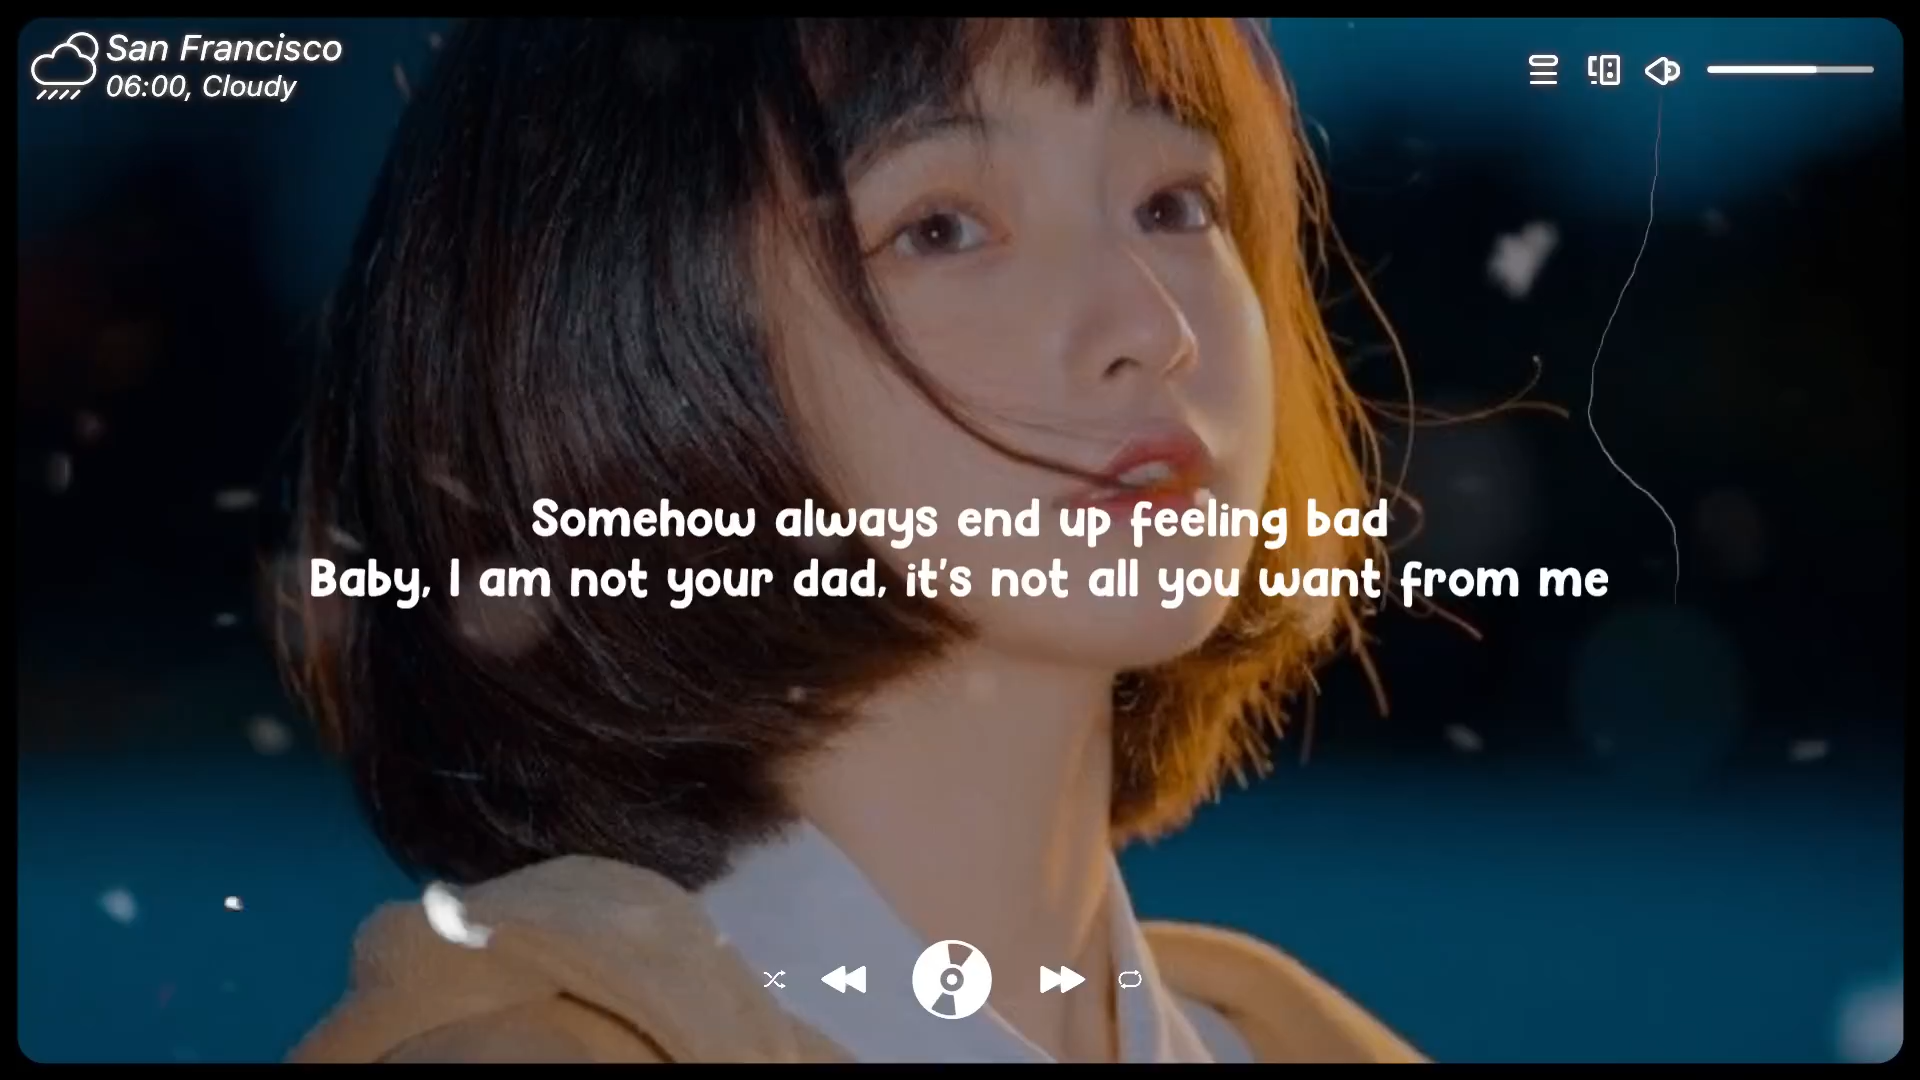 San Francisco
06:00, Cloudy
Somehow always end up feeling bad
Baby, I am not your dad, it's not all you want from me